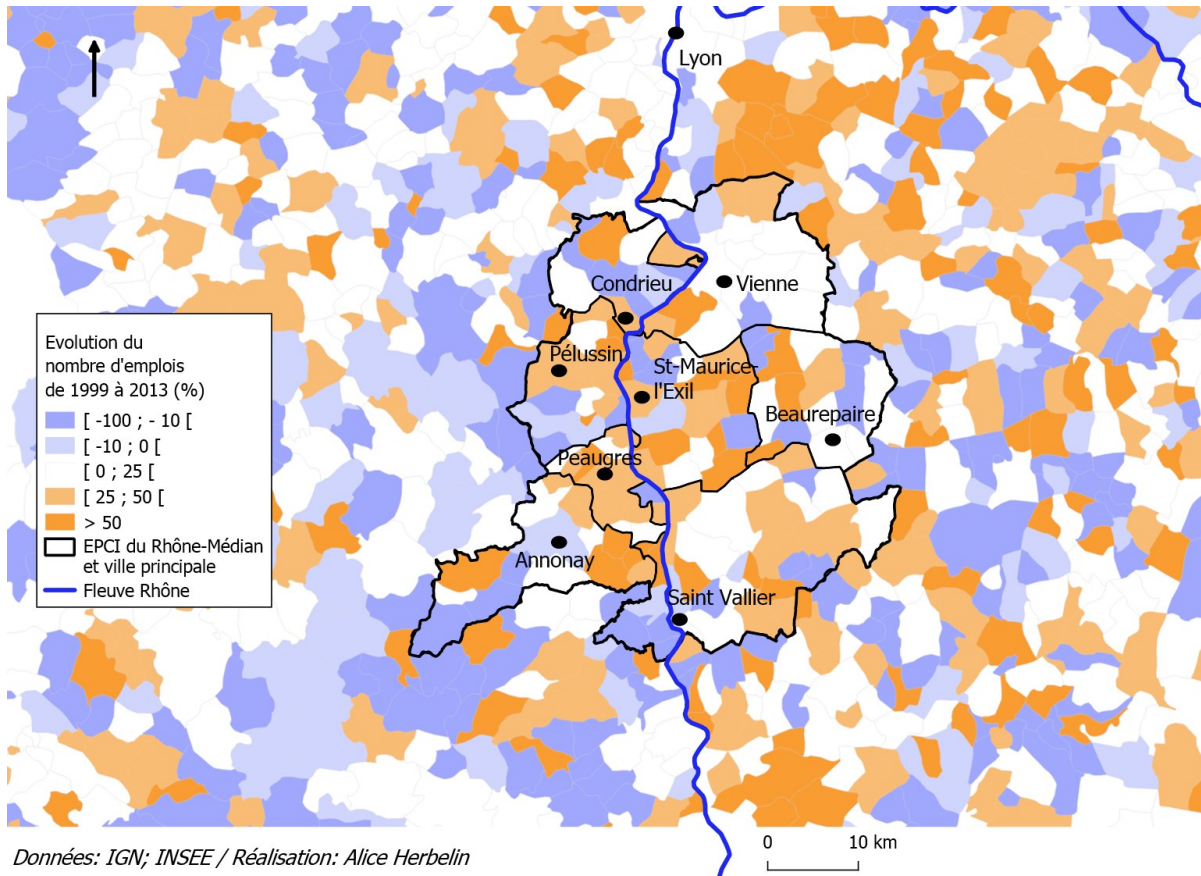 Lyon
Condrieu
Vienne
Pélussin
St-Maurice-
l'Exil
Beaurepaire
Peaugres
Annonay
Saint Vallier
Evolution du
nombre d'emplois
de 1999 à 2013 (%)
[ -100 ; - 10 [
[ -10 ; 0 [
[ 0 ; 25 [
[ 25 ; 50 [
> 50
EPCI du Rhône-Médian
et ville principale
Fleuve Rhône
0 10 km
Données: IGN; INSEE / Réalisation: Alice Herbelin